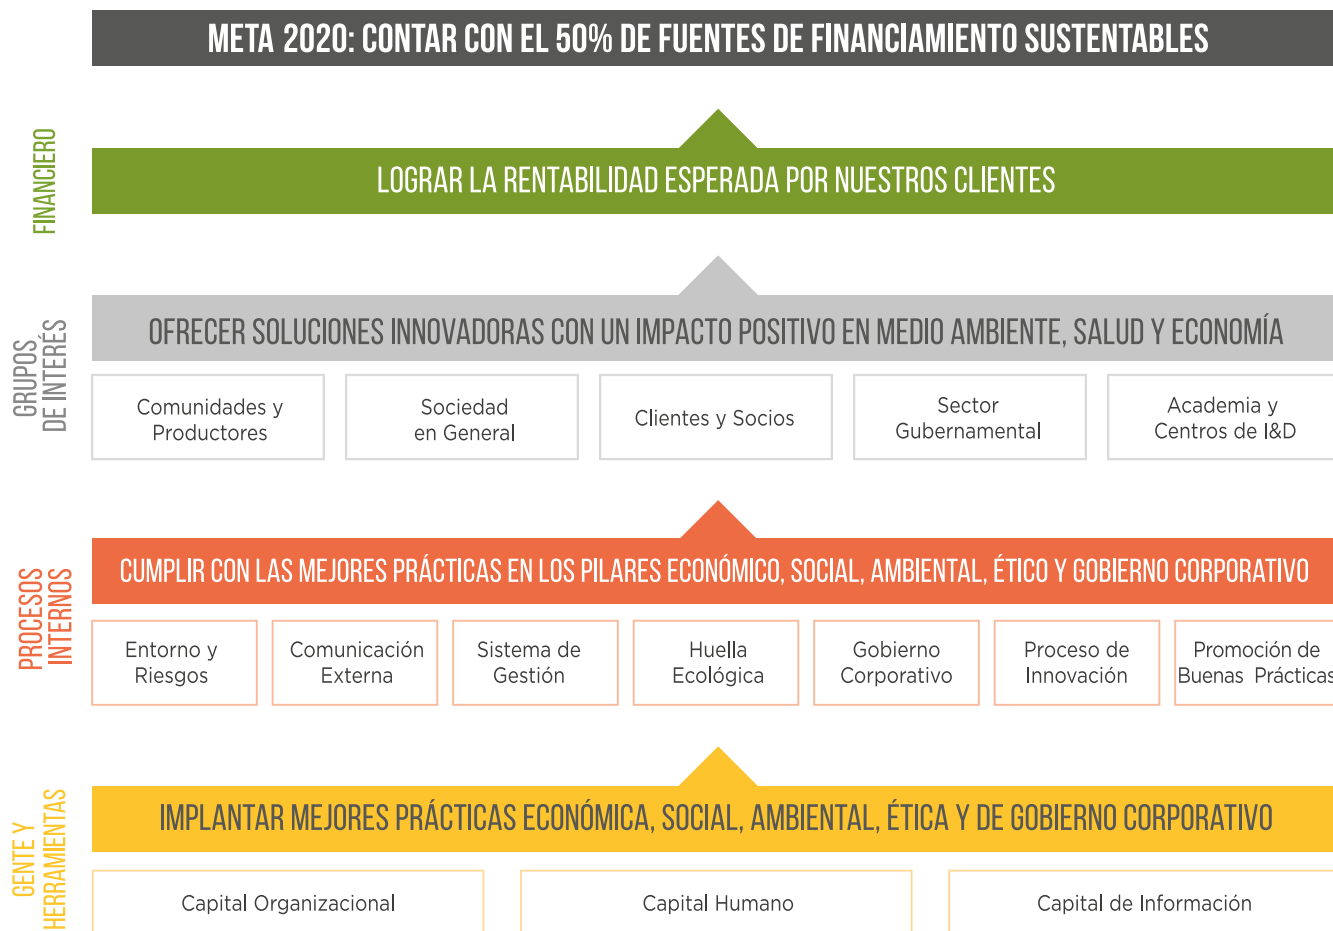 META 2020: CONTAR CON EL 50% DE FUENTES DE FINANCIAMIENTO SUSTENTABLES
FINANCIERO
LOGRAR LA RENTABILIDAD ESPERADA POR NUESTROS CLIENTES
GRUPOS
DE INTERÉS
OFRECER SOLUCIONES INNOVADORAS CON UN IMPACTO POSITIVO EN MEDIO AMBIENTE, SALUD Y ECONOMÍA
Comunidades y
Productores
Sociedad
en General
Clientes y Socios
Sector
Gubernamental
Academia y
Centros de I&D
PROCESOS
INTERNOS
CUMPLIR CON LAS MEJORES PRÁCTICAS EN LOS PILARES ECONÓMICO, SOCIAL, AMBIENTAL, ÉTICO Y GOBIERNO CORPORATIVO
Entorno y
Riesgos
Comunicación
Externa
Sistema de
Gestión
Huella
Ecológica
Gobierno
Corporativo
Proceso de
Innovación
Promoción de
Buenas Prácticas
GENTE Y
HERRAMIENTAS
IMPLANTAR MEJORES PRÁCTICAS ECONÓMICA, SOCIAL, AMBIENTAL, ÉTICA Y DE GOBIERNO CORPORATIVO
Capital Organizacional
Capital Humano
Capital de Información